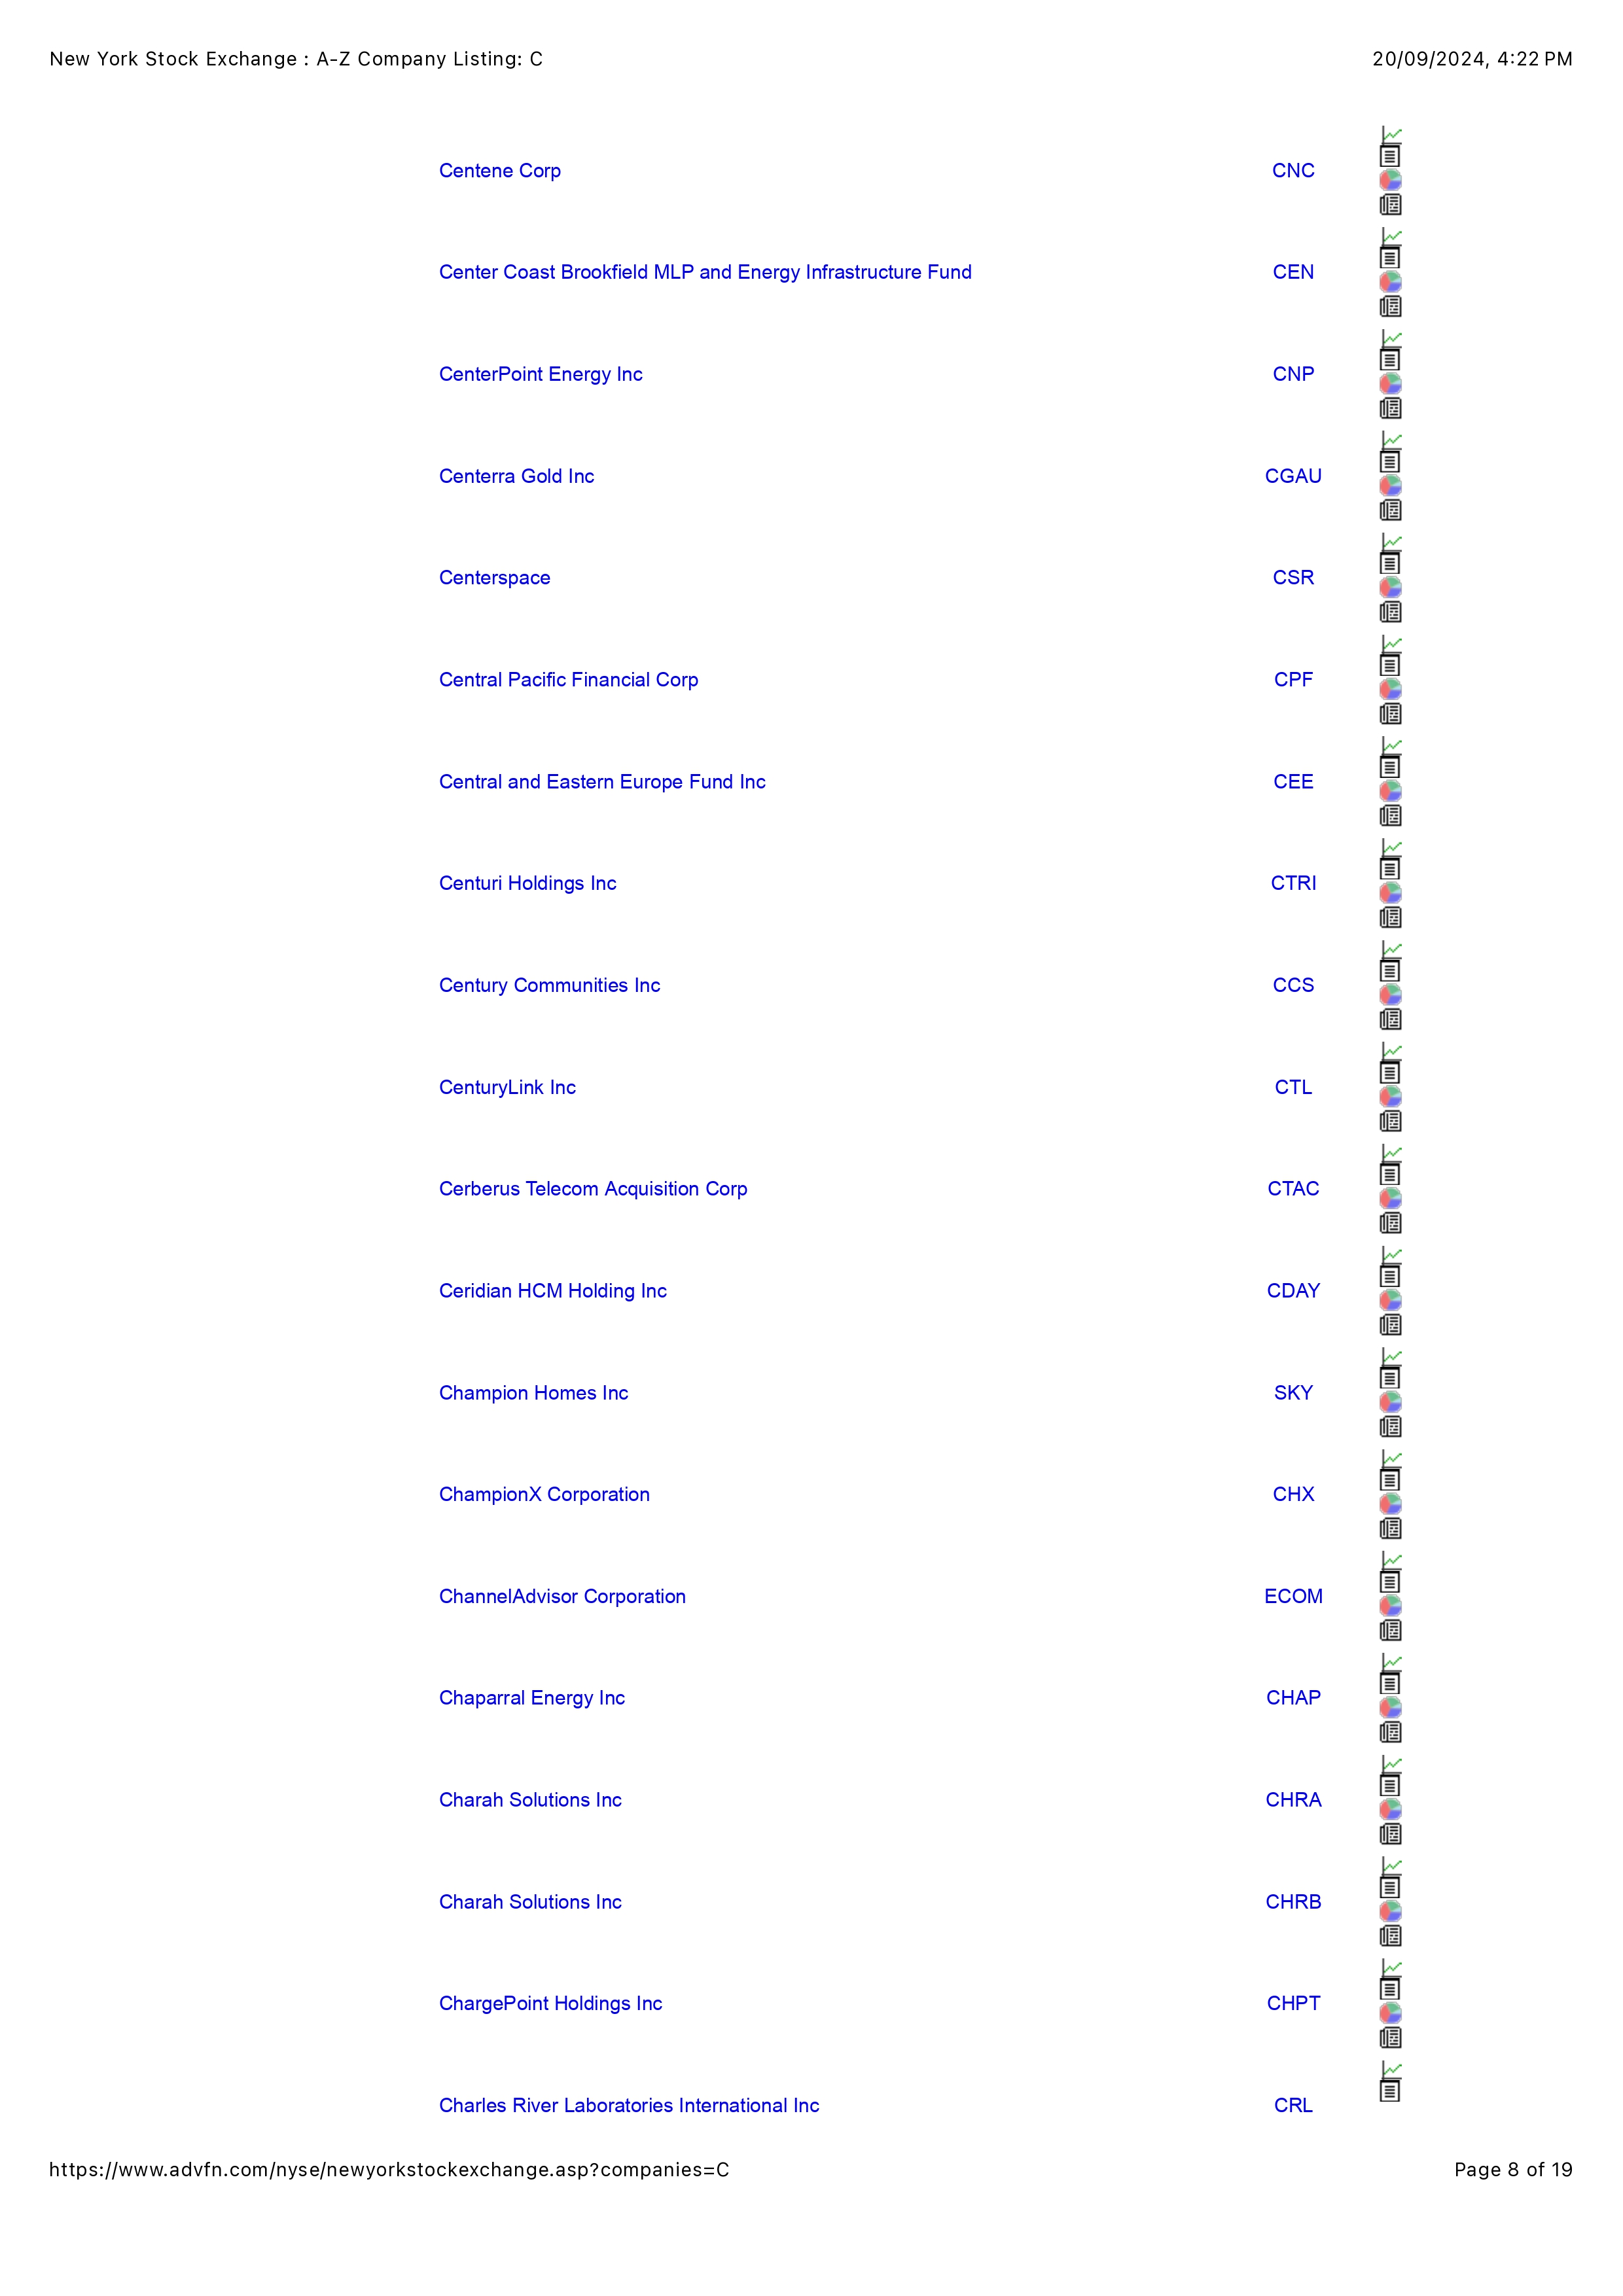 New York Stock Exchange : A-Z Company Listing: C 20/09/2024, 4:22 PM
Centene Corp CNC
Center Coast Brookfield MLP and Energy Infrastructure Fund CEN
CenterPoint Energy Inc CNP
Centerra Gold Inc CGAU
Centerspace CSR
Central Pacific Financial Corp CPF
Central and Eastern Europe Fund Inc CEE
Centuri Holdings Inc CTRI
Century Communities Inc CCS
CenturyLink Inc CTL
Cerberus Telecom Acquisition Corp CTAC
Ceridian HCM Holding Inc CDAY
Champion Homes Inc SKY
ChampionX Corporation CHX
ChannelAdvisor Corporation ECOM
Chaparral Energy Inc CHAP
Charah Solutions Inc CHRA
Charah Solutions Inc CHRB
ChargePoint Holdings Inc CHPT
Charles River Laboratories International Inc CRL
https://www.advfn.com/nyse/newyorkstockexchange.asp?companies=C Page 8 of 19